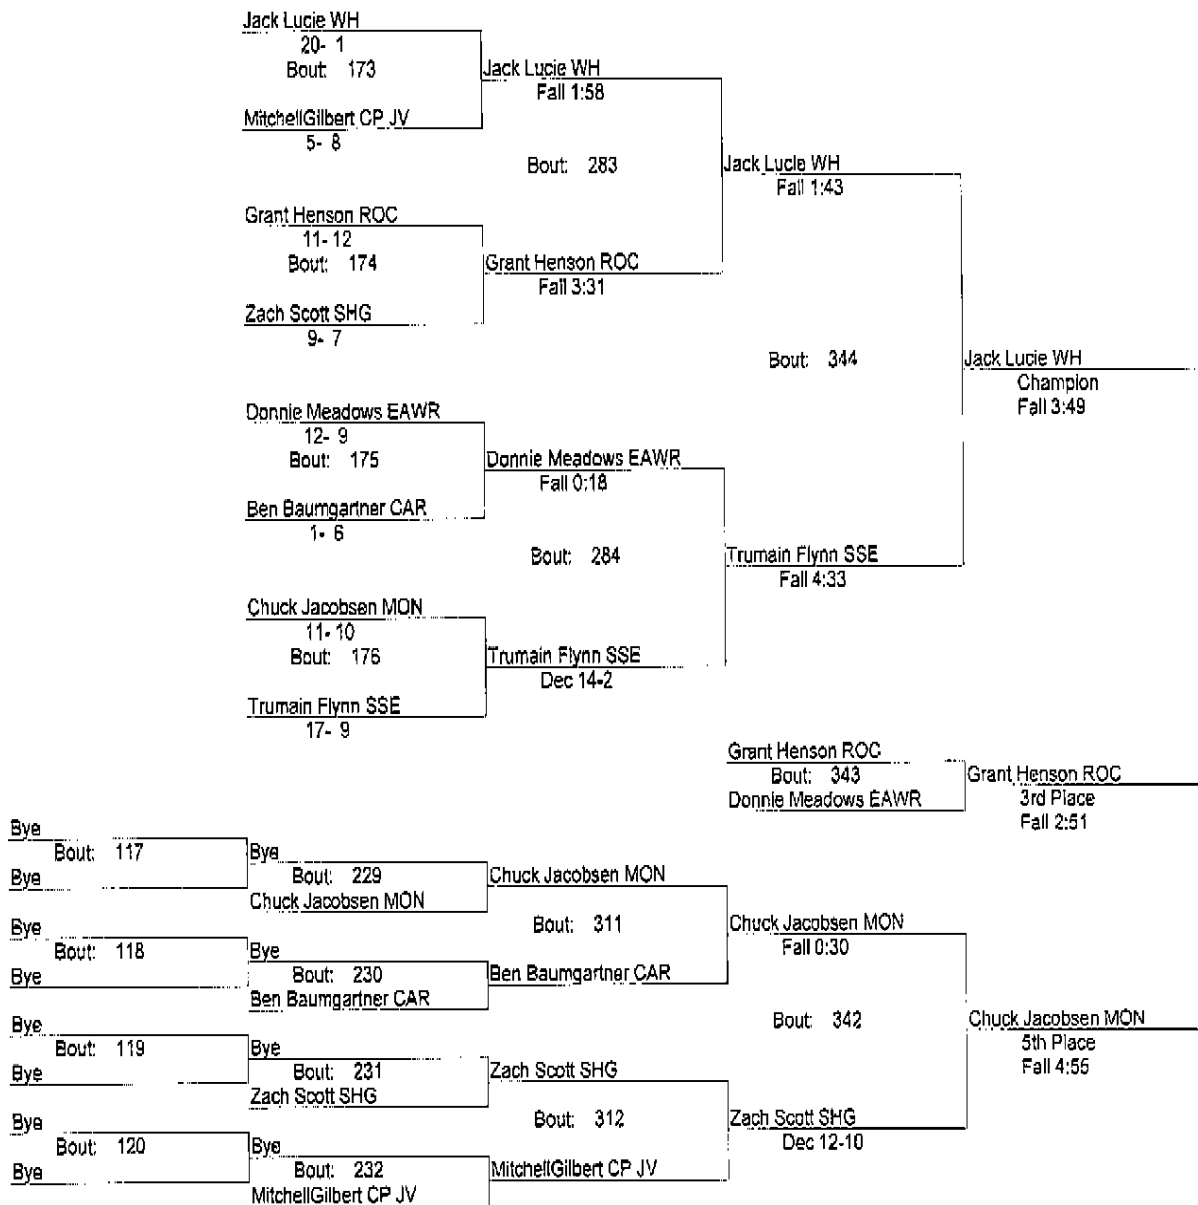 Jack Lucie WH
20- 1
Bout: 173
Jack Lucie WH
Fall 1:58
MitchellGilbert CP JV
5- 8
Bout: 283
Jack Lucie WH
Fall 1:43
Grant Henson ROC
11- 12
Bout: 174
Grant Henson ROC
Fall 3:31
Zach Scott SHG
9- 7
Bout: 344
Jack Lucie WH
Champion
Fall 3:49
Donnie Meadows EAWR
12- 9
Bout: 175
Donnie Meadows EAWR
Fall 0:18
Ben Baumgartner CAR
1- 6
Bout: 284
Trumain Flynn SSE
Fall 4:33
Chuck Jacobsen MON
11- 10
Bout: 176
Trumain Flynn SSE
Dec 14-2
Trumain Flynn SSE
17- 9
Grant Henson ROC
Bout: 343
Grant Henson ROC
Donnie Meadows EAWR
3rd Place
Fall 2:51
Bye
Bout: 117
Bye
Bye
Bout: 229
Chuck Jacobsen MON
Chuck Jacobsen MON
Bye
Bout: 118
Bye
Bye
Bout: 230
Ben Baumgartner CAR
Bout: 311
Ben Baumgartner CAR
Chuck Jacobsen MON
Fall 0:30
Bye
Bout: 119
Bye
Bye
Bout: 231
Zach Scott SHG
Zach Scott SHG
Bout: 342
Chuck Jacobsen MON
5th Place
Fall 4:55
Bye
Bout: 120
Bye
Bye
Bout: 232
MitchellGilbert CP JV
Bout: 312
MitchellGilbert CP JV
Zach Scott SHG
Dec 12-10